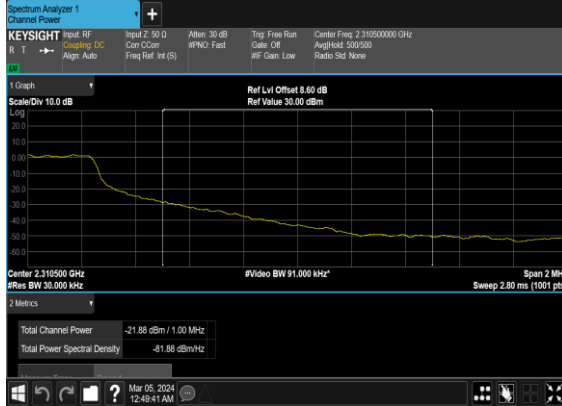 Spectrum Analyzer 1
Channel Power
+
KEYSIGHT Input: RF Input Z: 50 Ω Atten: 30 dB Trig: Free Run Center Freq: 2.310500000 GHz
R T Coupling: DC Corr CCorr #PNO: Fast Gate: Off Avg|Hold: 500/500
Align: Auto Freq Ref: Int (S) #IF Gain: Low Radio Std: None
1 Graph
Ref Lvl Offset 8.60 dB
Scale/Div 10.0 dB Ref Value 30.00 dBm
Log
20.0
10.0
0.00
-10.0
-20.0
-30.0
-40.0
-50.0
-60.0
Center 2.310500 GHz #Video BW 91.000 kHz* Span 2 MH
#Res BW 30.000 kHz Sweep 2.80 ms (1001 pts
2 Metrics
Total Channel Power -21.88 dBm / 1.00 MHz
Total Power Spectral Density -81.88 dBm/Hz
?
Mar 05, 2024
12:49:41 AM